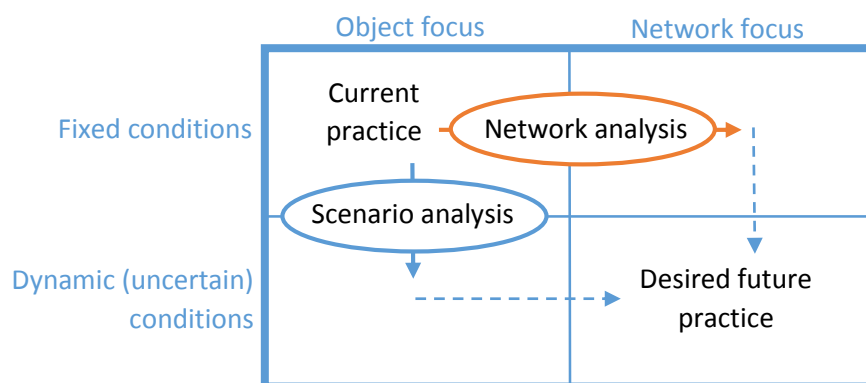 Object focus
Network focus
Fixed conditions
Current
practice
Network analysis
Scenario analysis
Dynamic (uncertain)
conditions
Desired future
practice